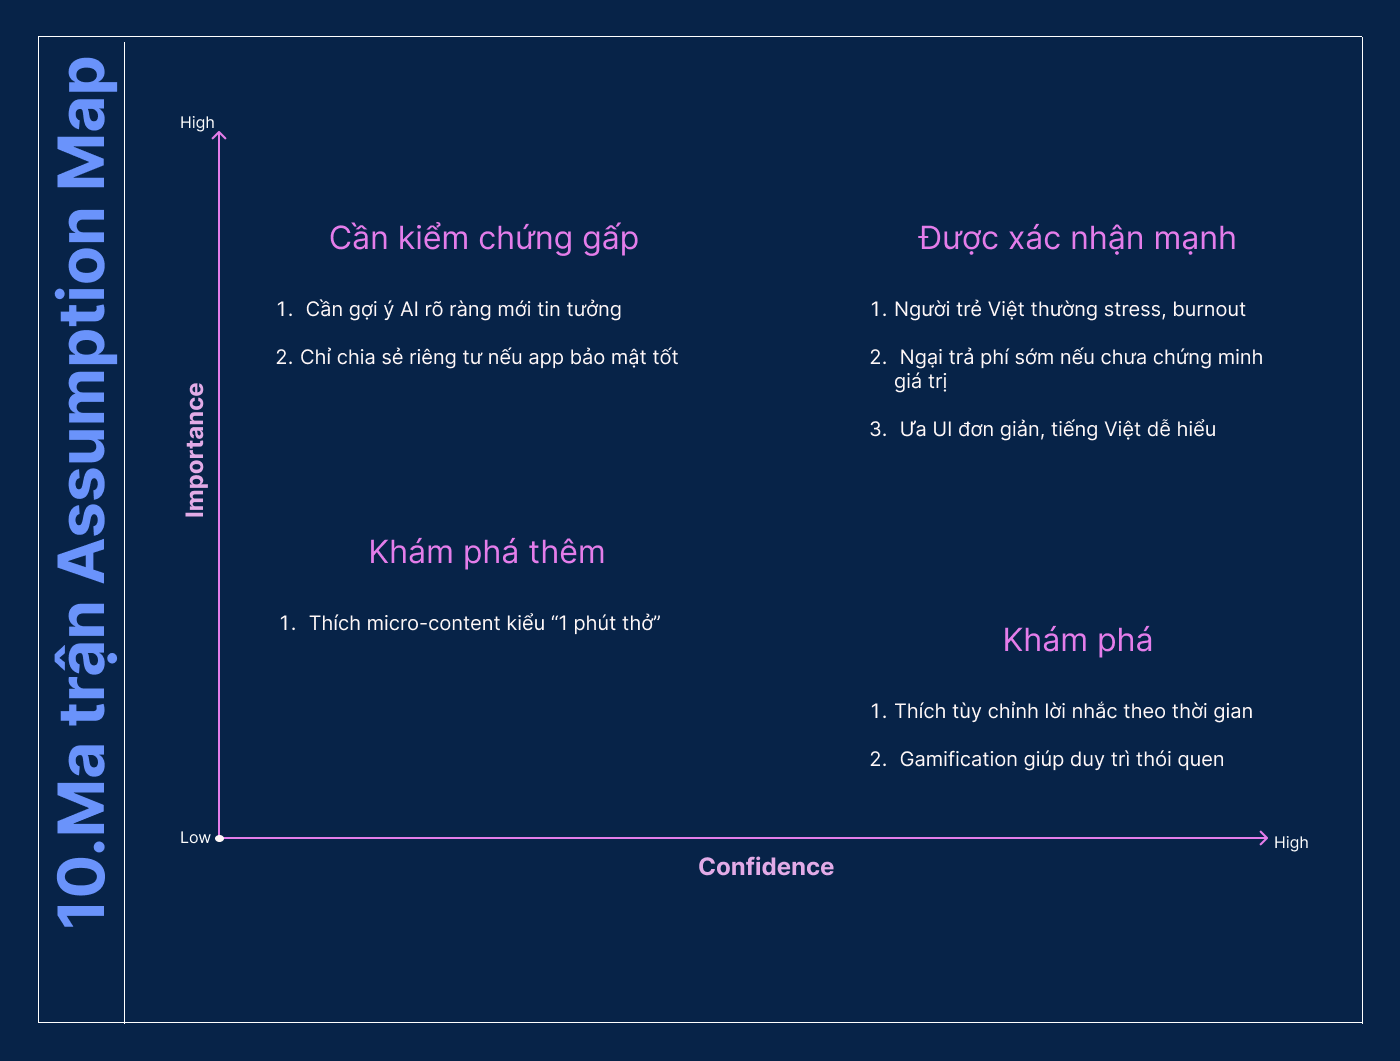 10.Ma trận Assumption Map
High
Cần kiểm chứng gấp
1. Cần gợi ý AI rõ ràng mới tin tưởng
2. Chỉ chia sẻ riêng tư nếu app bảo mật tốt
Được xác nhận mạnh
1. Người trẻ Việt thường stress, burnout
2. Ngại trả phí sớm nếu chưa chứng minh
giá trị
3. Ưa UI đơn giản, tiếng Việt dễ hiểu
Importance
Khám phá thêm
1. Thích micro-content kiểu “1 phút thở”
Khám phá
1. Thích tùy chỉnh lời nhắc theo thời gian
2. Gamification giúp duy trì thói quen
Low
High
Confidence